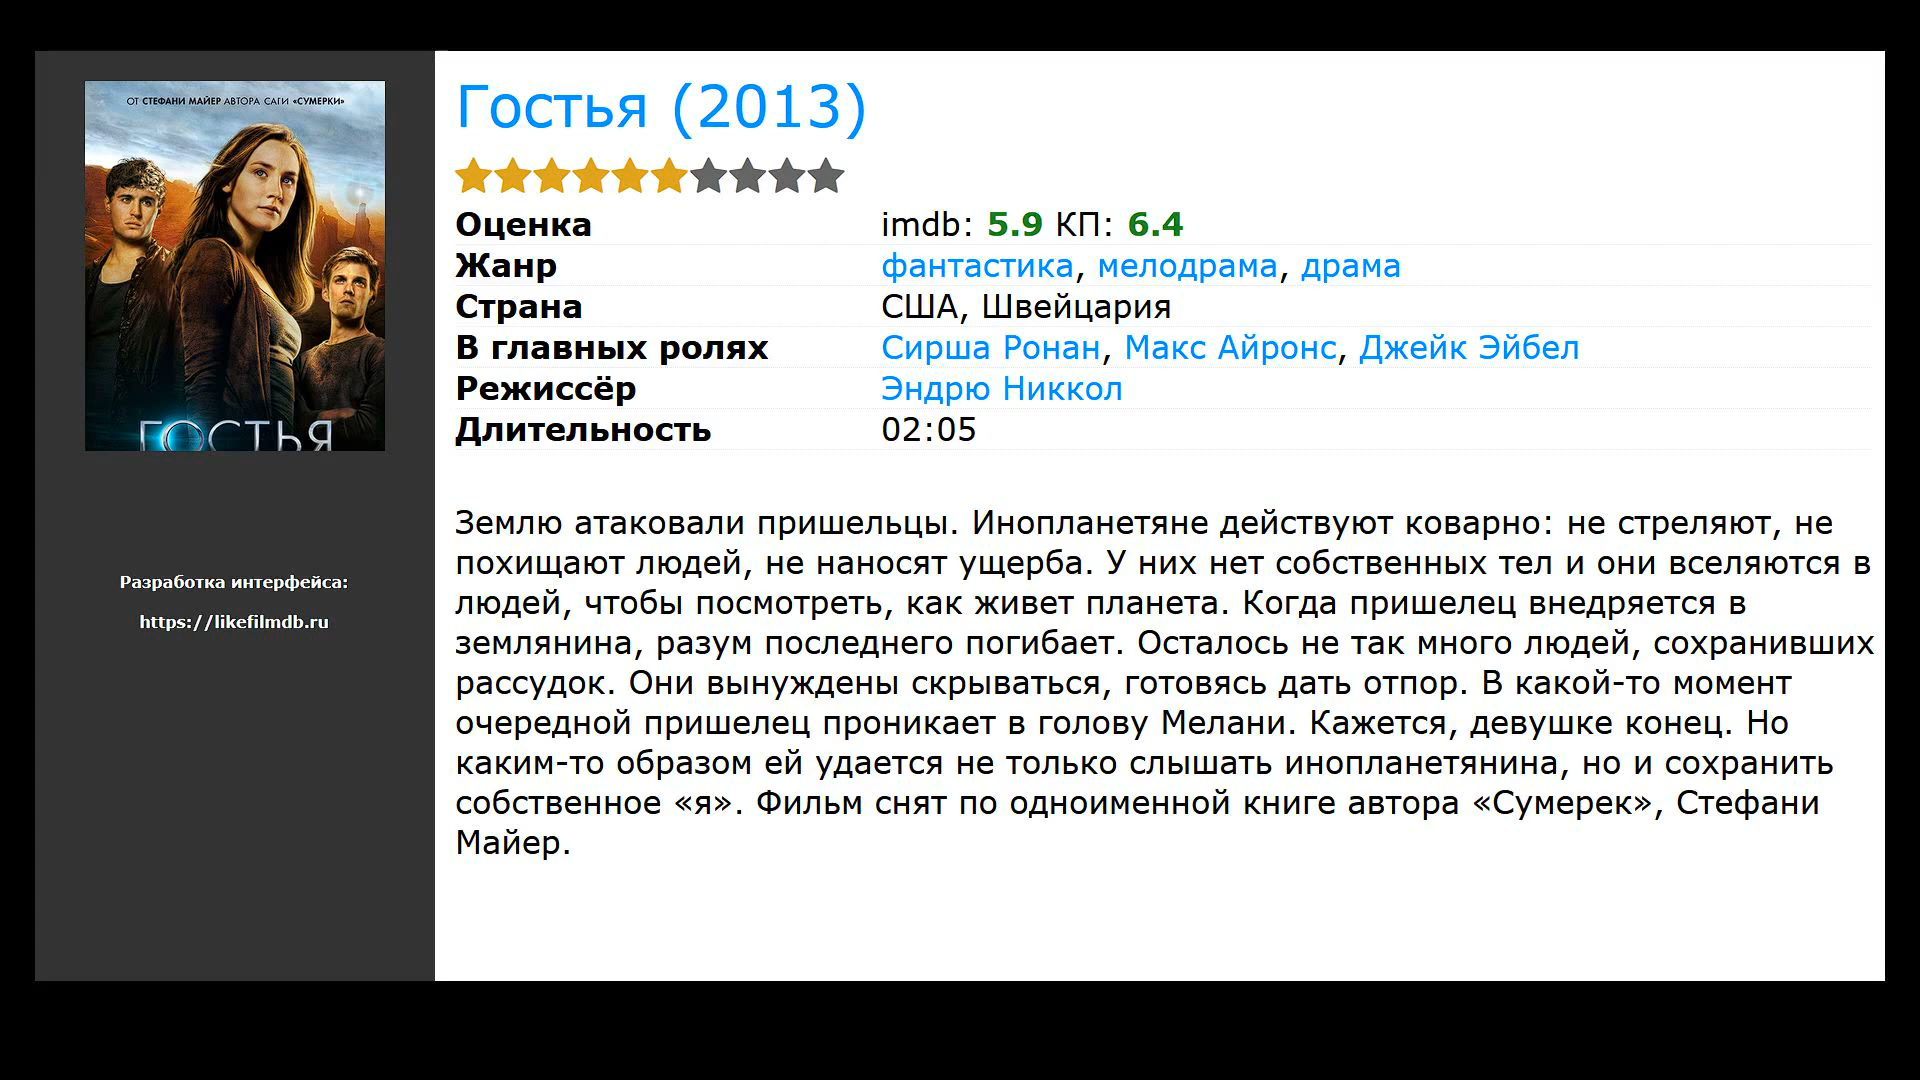 ОТ СТЕФАНИ МАЙЕР АВТОРА САГИ «СУМЕРКИ»
ГОСТЬЯ
Разработка интерфейса:
https://likefilmdb.ru
Гостья (2013)
Оценка imdb: 5.9 КП: 6.4
Жанр фантастика, мелодрама, драма
Страна США, Швейцария
В главных ролях Сирша Ронан, Макс Айронс, Джейк Эйбел
Режиссёр Эндрю Никкол
Длительность 02:05
Землю атаковали пришельцы. Инопланетяне действуют коварно: не стреляют, не
похищают людей, не наносят ущерба. У них нет собственных тел и они вселяются в
людей, чтобы посмотреть, как живет планета. Когда пришелец внедряется в
землянина, разум последнего погибает. Осталось не так много людей, сохранивших
рассудок. Они вынуждены скрываться, готовясь дать отпор. В какой-то момент
очередной пришелец проникает в голову Мелани. Кажется, девушке конец. Но
каким-то образом ей удается не только слышать инопланетянина, но и сохранить
собственное «я». Фильм снят по одноименной книге автора «Сумерек», Стефани
Майер.